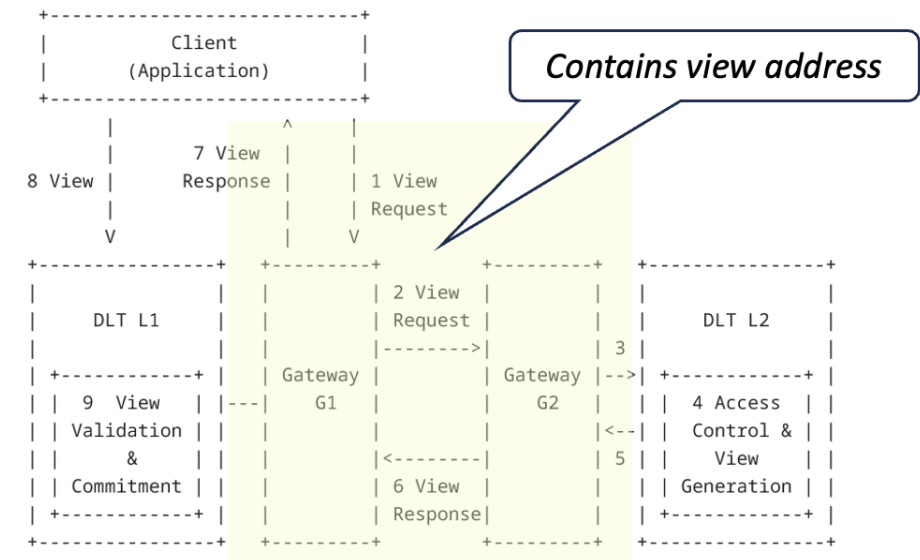 Client
(Application)
Contains view address
7 View
Response
8 View
1 View
Request
DLT L1
2 View
Request
DLT L2
3
Gateway
G1
Gateway
G2
9 View
Validation
&
Commitment
4 Access
Control &
View
Generation
5
6 View
Response